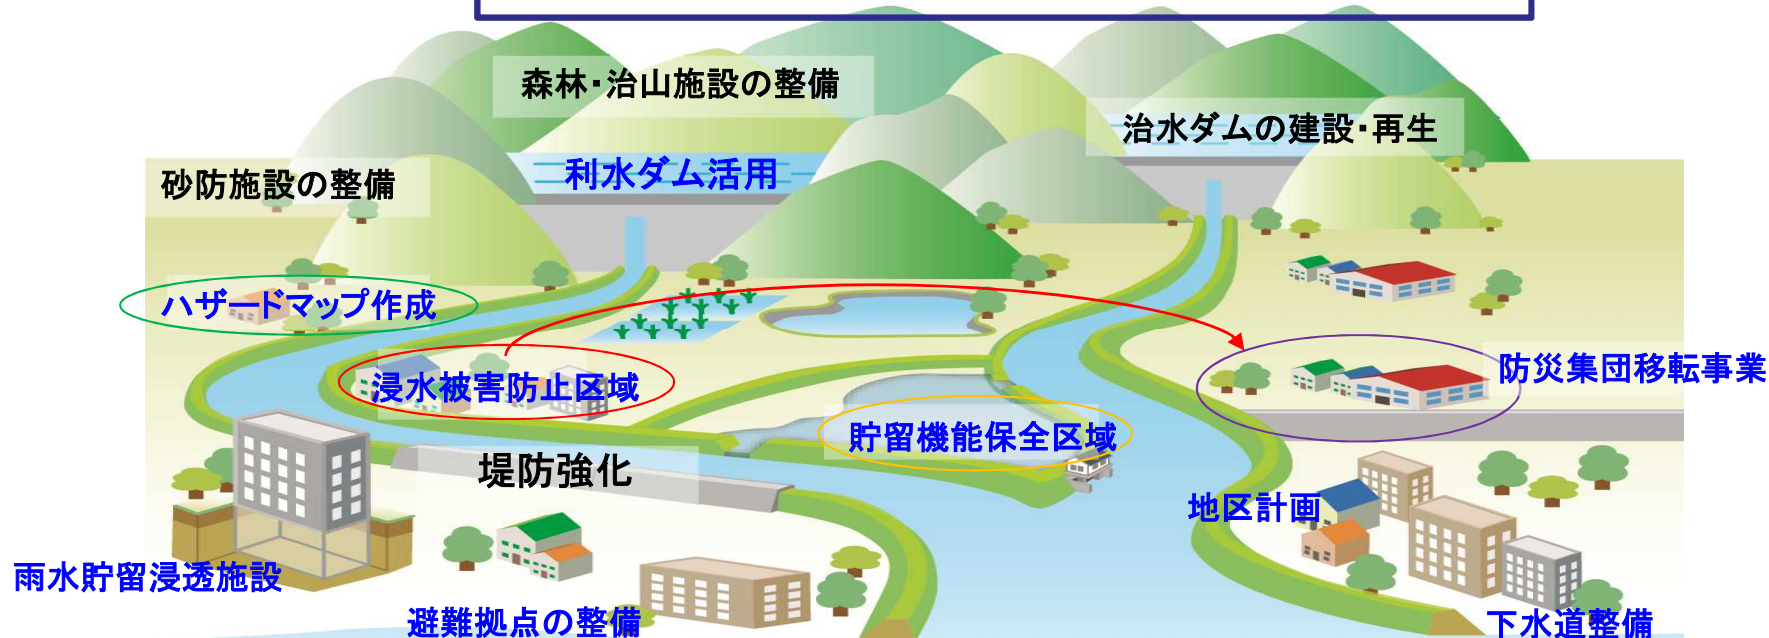 森林・治山施設の整備
治水ダムの建設・再生
利水ダム活用
砂防施設の整備
ハザードマップ作成
浸水被害防止区域
防災集団移転事業
貯留機能保全区域
堤防強化
地区計画
雨水貯留浸透施設
避難拠点の整備
下水道整備